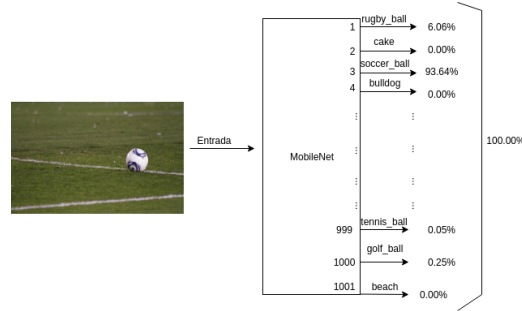 1 rugby_ball 6.06%
2 cake 0.00%
3 soccer_ball 93.64%
4 bulldog 0.00%
Entrada
MobileNet
100.00%
999 tennis_ball 0.05%
1000 golf_ball 0.25%
1001 beach 0.00%